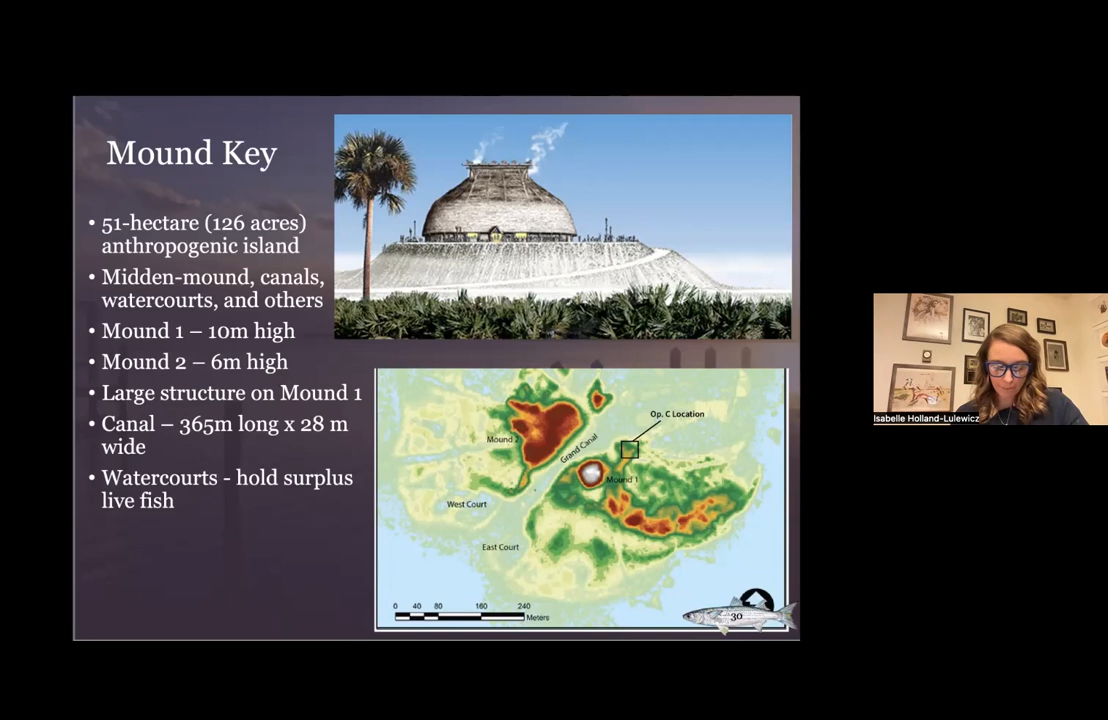 Mound Key
• 51-hectare (126 acres)
anthropogenic island
• Midden-mound, canals,
watercourts, and others
• Mound 1 – 10m high
• Mound 2 – 6m high
• Large structure on Mound 1
• Canal – 365m long x 28 m
wide
• Watercourts - hold surplus
live fish
Op. C Location
Mound 2
Grand Canal
Mound 1
West Court
East Court
0 40 80 160 240
Meters
30
Isabelle Holland-Lulewicz